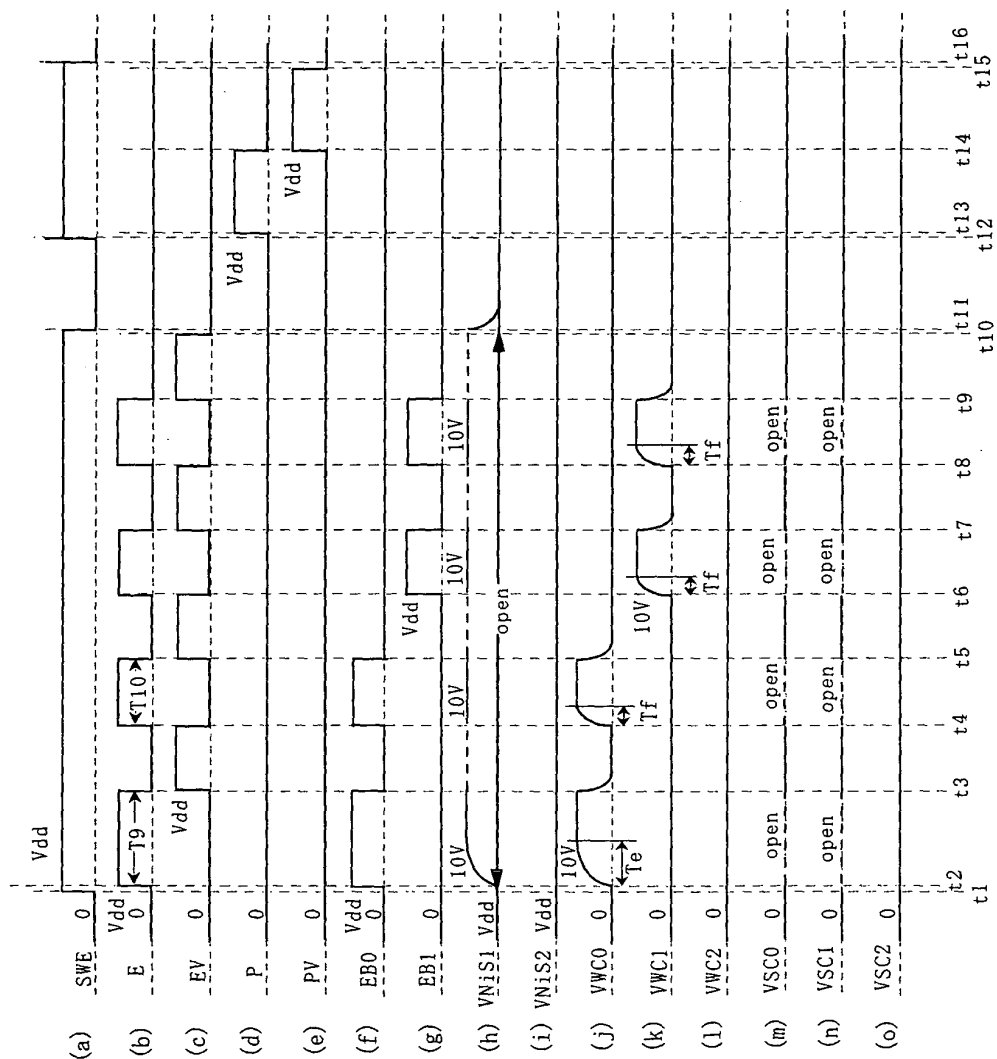 Vdd
(a) SWE 0
Vdd
(b) E 0 T9 T10
(c) EV 0 Vdd
(d) P 0 Vdd
(e) PV 0 Vdd
Vdd
(f) EB0 0
(g) EB1 0 Vdd
10V 10V 10V 10V
(h) VNiS1 Vdd open
(i) VNiS2 Vdd
10V
(j) VWC0 0 Te Tf
10V
(k) VWC1 0 Tf Tf
(l) VWC2 0
(m) VSC0 0 open open open open
(n) VSC1 0 open open open open
(o) VSC2 0
t1 t2 t3 t4 t5 t6 t7 t8 t9 t10 t11 t12 t13 t14 t15 t16